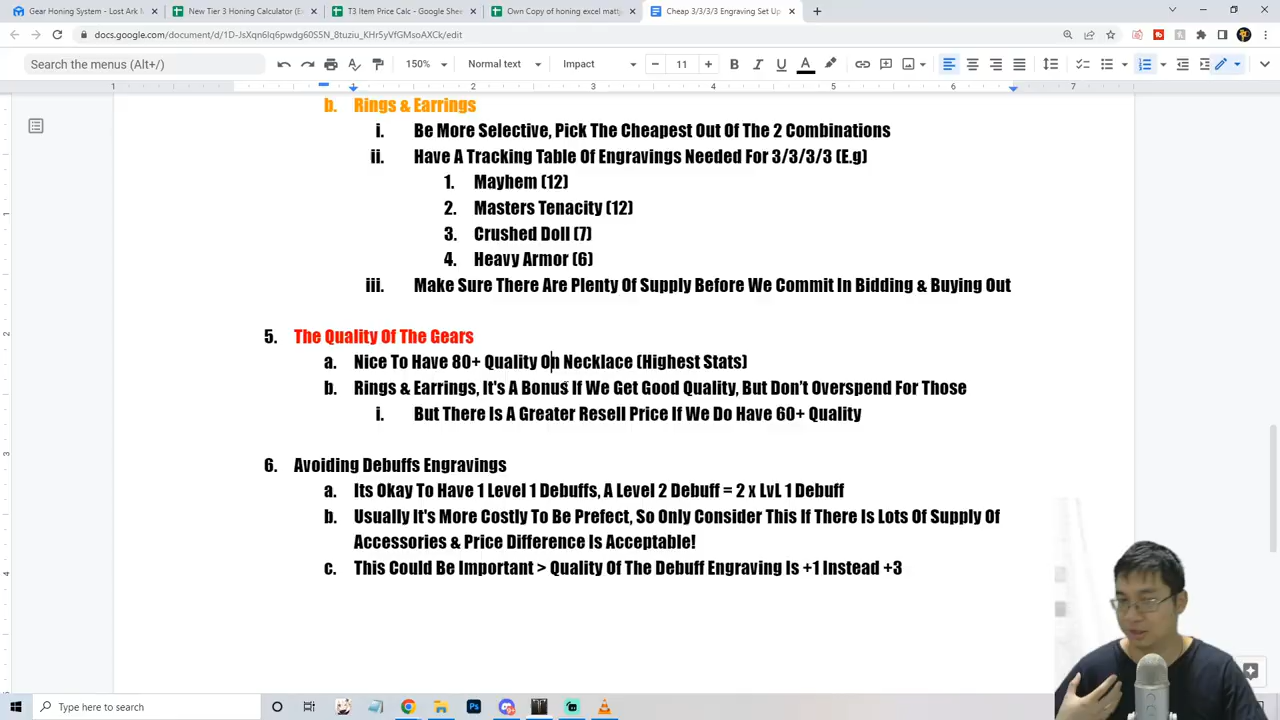 Gear Honing System - Lost Ark M
New Tier 3 Honing Calculator (E
T3 Item Price Calc - Google Shee
Own Copy of honing excel matt
Cheap 3/3/3/3 Engraving Set Up
docs.google.com/document/d/1D-JsXqn6Iq6pwdg60S5N_8tuziu_KHr5yVfGMsoAXCk/edit
Search the menus (Alt+/)
150%
Normal text
Impact
11
1
2
3
4
5
6
7
b. Rings & Earrings
i. Be More Selective, Pick The Cheapest Out Of The 2 Combinations
ii. Have A Tracking Table Of Engravings Needed For 3/3/3/3 (E.g)
1. Mayhem (12)
2. Masters Tenacity (12)
3. Crushed Doll (7)
4. Heavy Armor (6)
iii. Make Sure There Are Plenty Of Supply Before We Commit In Bidding & Buying Out
5. The Quality Of The Gears
a. Nice To Have 80+ Quality On Necklace (Highest Stats)
b. Rings & Earrings, It's A Bonus If We Get Good Quality, But Don't Overspend For Those
i. But There Is A Greater Resell Price If We Do Have 60+ Quality
6. Avoiding Debuffs Engravings
a. Its Okay To Have 1 Level 1 Debuffs, A Level 2 Debuff = 2 x LvL 1 Debuff
b. Usually It's More Costly To Be Prefect, So Only Consider This If There Is Lots Of Supply Of
Accessories & Price Difference Is Acceptable!
c. This Could Be Important > Quality Of The Debuff Engraving Is +1 Instead +3
Type here to search